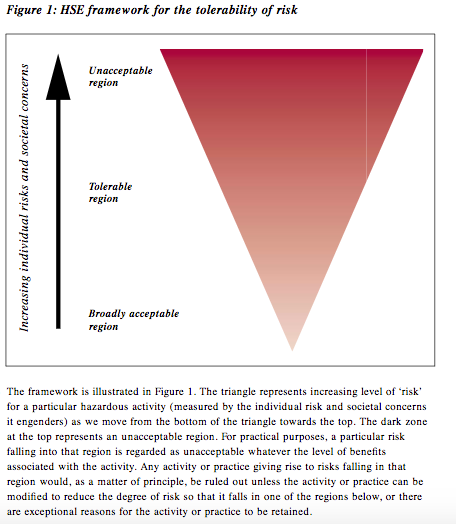 Figure 1: HSE framework for the tolerability of risk
Increasing individual risks and societal concerns
Unacceptable
region
Tolerable
region
Broadly acceptable
region
The framework is illustrated in Figure 1. The triangle represents increasing level of ‘risk’
for a particular hazardous activity (measured by the individual risk and societal concerns
it engenders) as we move from the bottom of the triangle towards the top. The dark zone
at the top represents an unacceptable region. For practical purposes, a particular risk
falling into that region is regarded as unacceptable whatever the level of benefits
associated with the activity. Any activity or practice giving rise to risks falling in that
region would, as a matter of principle, be ruled out unless the activity or practice can be
modified to reduce the degree of risk so that it falls in one of the regions below, or there
are exceptional reasons for the activity or practice to be retained.